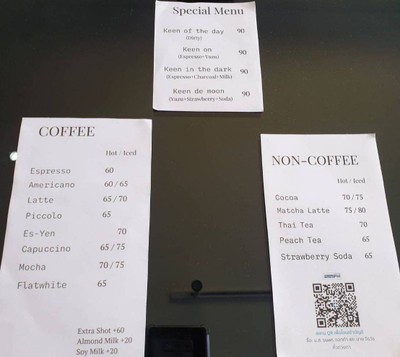 Special Menu
Keen of the day 90
(Dirty)
Keen on 90
(Espresso+Yuzu)
Keen in the dark 90
(Espresso+Charcoal+Milk)
Keen de moon 90
(Yuzu+Strawberry+Soda)
COFFEE
Hot / Iced
Espresso 60
Americano 60 / 65
Latte 65 / 70
Piccolo 65
Es-Yen 70
Capuccino 65 / 75
Mocha 70 / 75
Flatwhite 65
Extra Shot +60
Almond Milk +20
Soy Milk +20
NON-COFFEE
Hot / Iced
Cocoa 70 / 75
Matcha Latte 75 / 80
Thai Tea 70
Peach Tea 65
Strawberry Soda 65